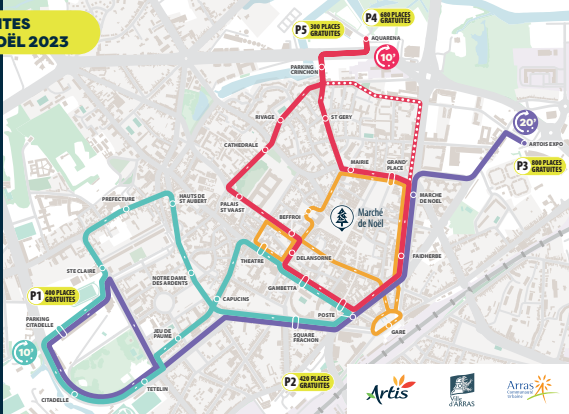 ITES
OËL 2023
P5 300 PLACES
GRATUITES
P4 680 PLACES
GRATUITES
AQUARENA
10'
PARKING
CRINCHON
RIVAGE
ST GERY
20'
CATHEDRALE
ARTOIS EXPO
MAIRIE
GRAND
PLACE
P3 800 PLACES
GRATUITES
PREFECTURE
HAUTS DE
ST AUBERT
PALAIS
ST VAAST
MARCHE
DE NOEL
BEFFROI
Marché
de Noël
THEATRE
DELANSORNE
FAIDHERBE
STE CLAIRE
NOTRE DAME
DES ARDENTS
GAMBETTA
P1 400 PLACES
GRATUITES
CAPUCINS
POSTE
PARKING
CITADELLE
JEU DE
PAUME
SQUARE
FRACHON
GARE
10'
TETELIN
CITADELLE
P2 420 PLACES
GRATUITES
Artis
Ville
d'ARRAS
Arras
Communauté
Urbaine